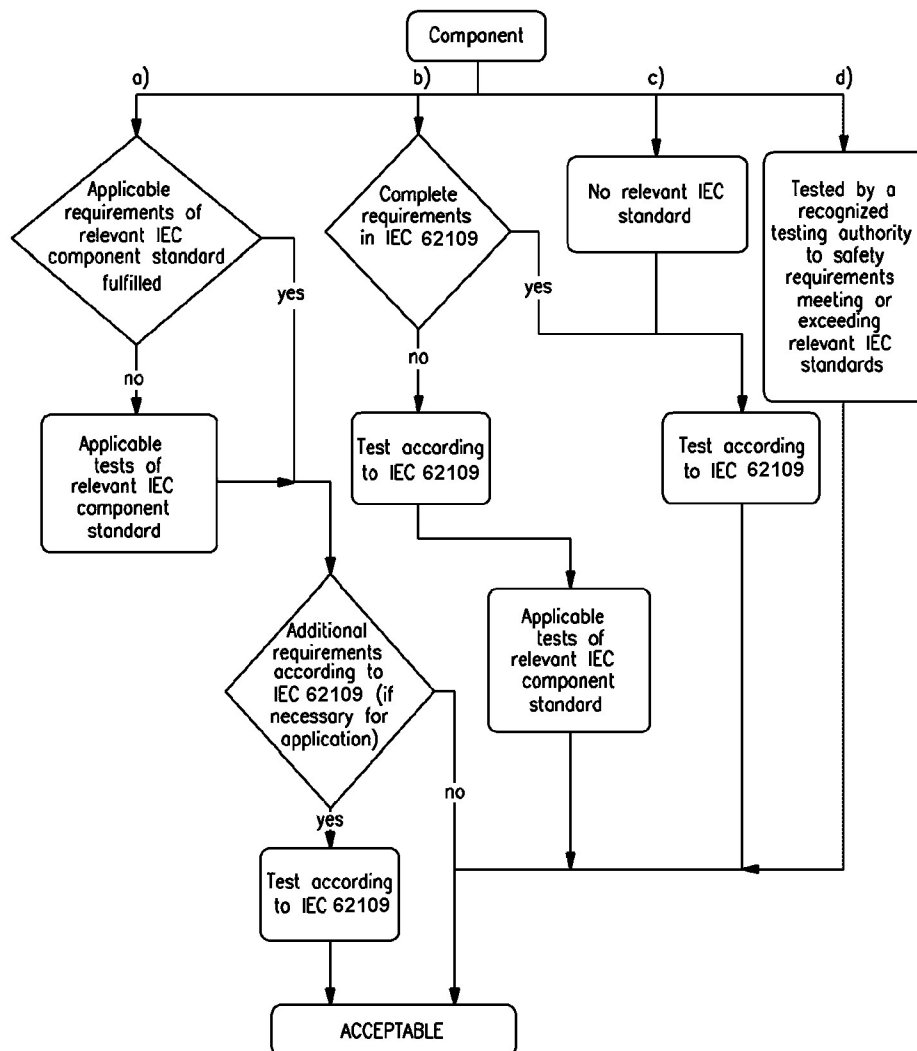 Component
a)
b)
c)
d)
Applicable
requirements of
relevant IEC
component standard
fulfilled
yes
no
Applicable
tests of
relevant IEC
component
standard
Additional
requirements
according to
IEC 62109 (if
necessary for
application)
no
yes
Test according
to IEC 62109
Complete
requirements
in IEC 62109
yes
no
Test according
to IEC 62109
Applicable
tests of
relevant IEC
component
standard
No relevant IEC
standard
Test according
to IEC 62109
Tested by a
recognized
testing authority
to safety
requirements
meeting or
exceeding
relevant IEC
standards
ACCEPTABLE